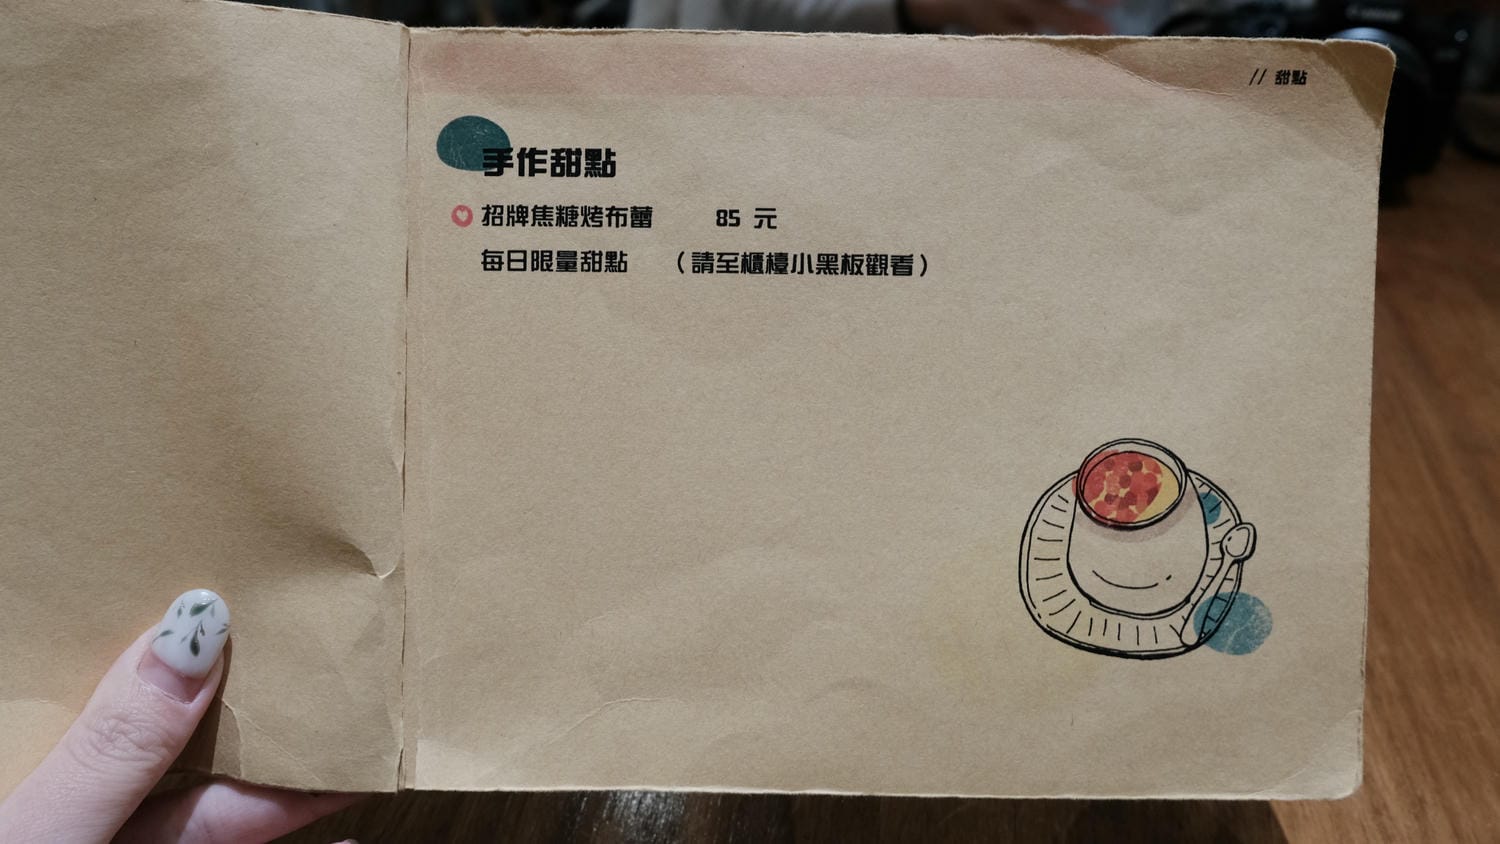 // 甜點
手作甜點
招牌焦糖烤布蕾 85 元
每日限量甜點 （請至櫃檯小黑板觀看）
Canon